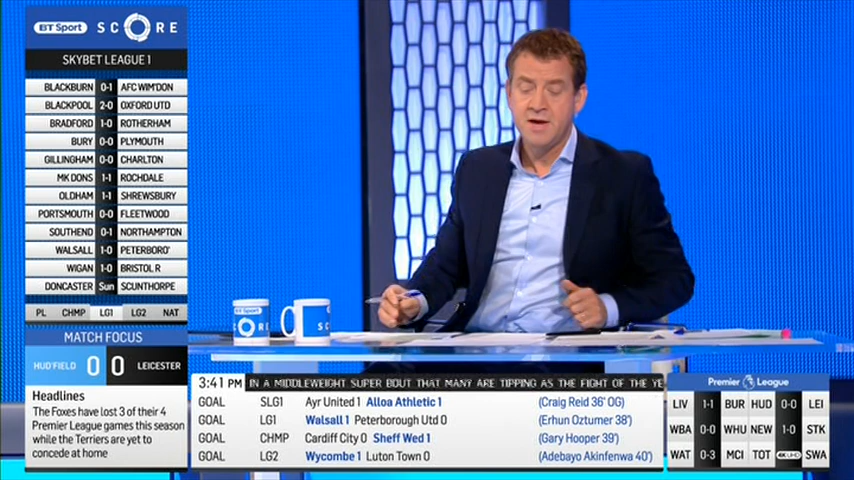 BT Sport SCORE
SKYBET LEAGUE 1
BLACKBURN 0-1 AFC WIM'DON
BLACKPOOL 2-0 OXFORD UTD
BRADFORD 1-0 ROTHERHAM
BURY 0-0 PLYMOUTH
GILLINGHAM 0-0 CHARLTON
MK DONS 1-1 ROCHDALE
OLDHAM 1-1 SHREWSBURY
PORTSMOUTH 0-0 FLEETWOOD
SOUTHEND 0-1 NORTHAMPTON
WALSALL 1-0 PETERBORO'
WIGAN 1-0 BRISTOL R
DONCASTER Sun SCUNTHORPE
PL CHMP LG1 LG2 NAT
MATCH FOCUS
HUD'FIELD 0 0 LEICESTER
Headlines
The Foxes have lost 3 of their 4
Premier League games this season
while the Terriers are yet to
concede at home
BT Sport
SCORE
SC
3:41 PM IN A MIDDLEWEIGHT SUPER BOUT THAT MANY ARE TIPPING AS THE FIGHT OF THE YE
GOAL SLG1 Ayr United 1 Alloa Athletic 1 (Craig Reid 36' OG)
GOAL LG1 Walsall 1 Peterborough Utd 0 (Erhun Oztumer 38')
GOAL CHMP Cardiff City 0 Sheff Wed 1 (Gary Hooper 39')
GOAL LG2 Wycombe 1 Luton Town 0 (Adebayo Akinfenwa 40')
Premier League
LIV 1-1 BUR HUD 0-0 LEI
WBA 0-0 WHU NEW 1-0 STK
WAT 0-3 MCI TOT 4K UHD SWA